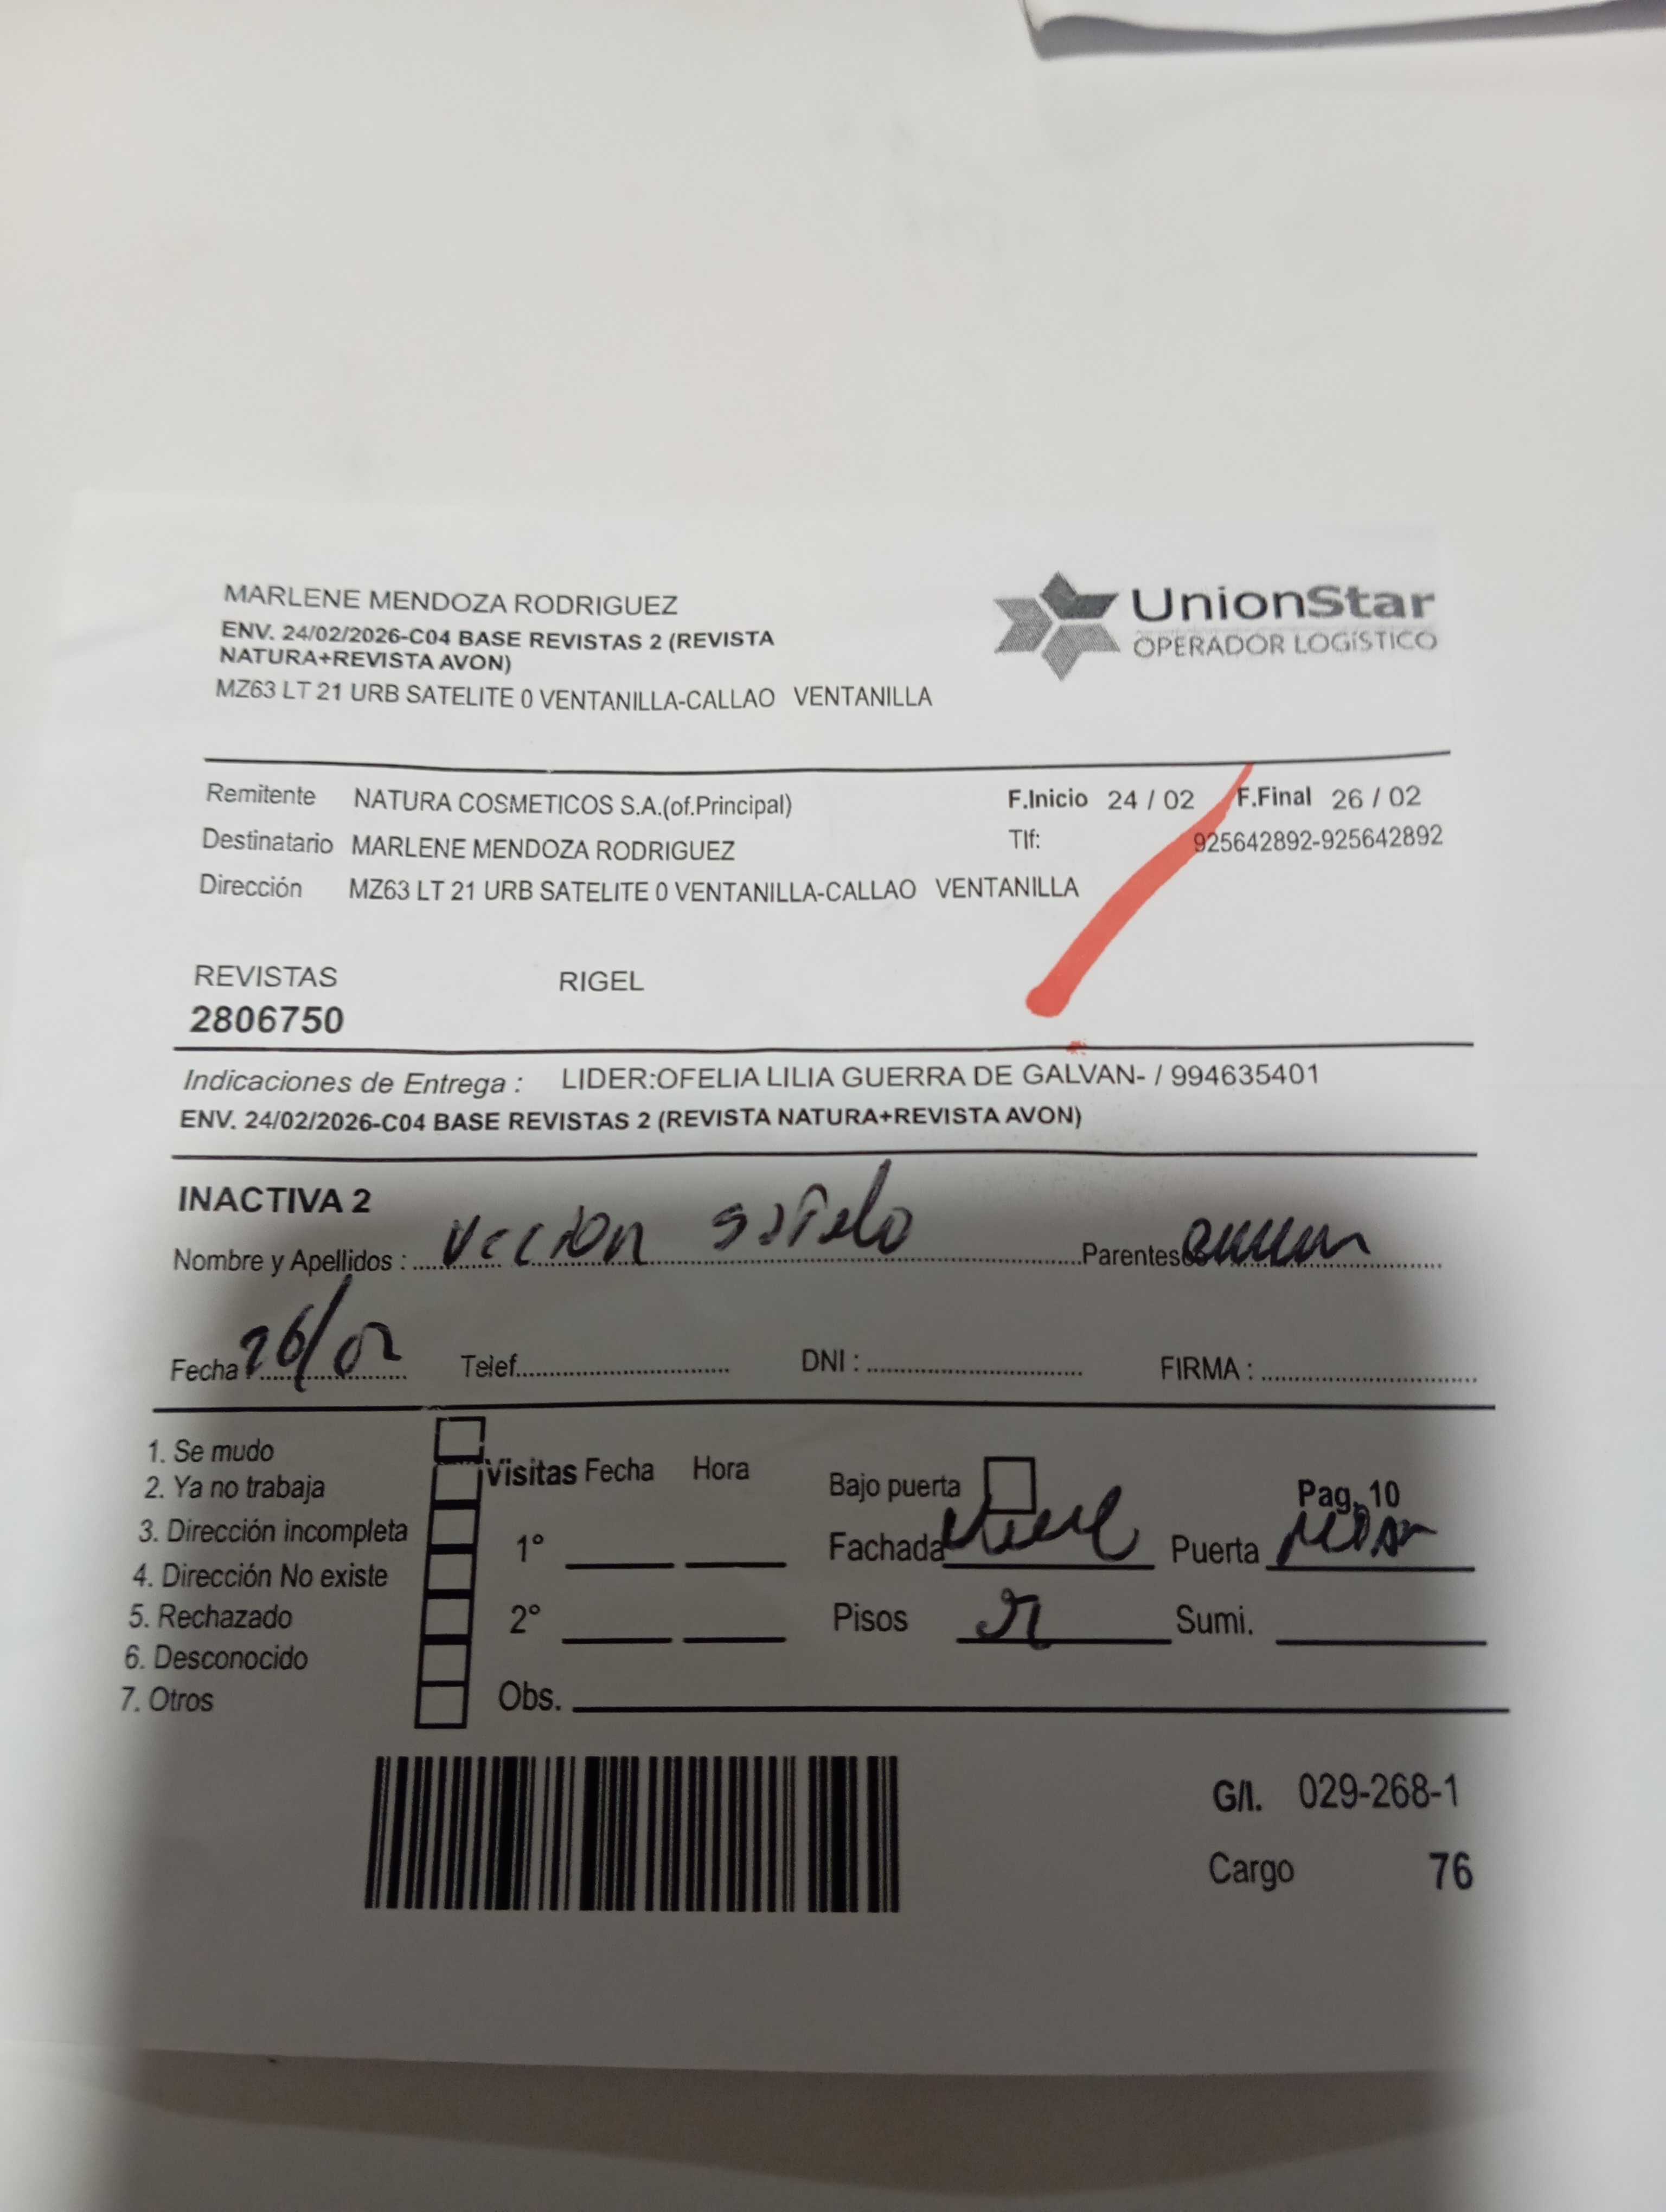 MARLENE MENDOZA RODRIGUEZ
ENV. 24/02/2026-C04 BASE REVISTAS 2 (REVISTA
NATURA+REVISTA AVON)
MZ63 LT 21 URB SATELITE 0 VENTANILLA-CALLAO VENTANILLA
UnionStar
OPERADOR LOGÍSTICO
Remitente NATURA COSMETICOS S.A.(of.Principal) F.Inicio 24 / 02 F.Final 26 / 02
Destinatario MARLENE MENDOZA RODRIGUEZ Tlf: 925642892-925642892
Dirección MZ63 LT 21 URB SATELITE 0 VENTANILLA-CALLAO VENTANILLA
REVISTAS RIGEL
2806750
Indicaciones de Entrega : LIDER:OFELIA LILIA GUERRA DE GALVAN- / 994635401
ENV. 24/02/2026-C04 BASE REVISTAS 2 (REVISTA NATURA+REVISTA AVON)
INACTIVA 2
Nombre y Apellidos : Sotelo Parentesco
Fecha : 26/02 Telef. DNI : FIRMA :
1. Se mudo
2. Ya no trabaja
3. Dirección incompleta
4. Dirección No existe
5. Rechazado
6. Desconocido
7. Otros
Visitas Fecha Hora
1°
2°
Obs.
Bajo puerta Pag. 10
Fachada Puerta
Pisos Sumi.
G/I. 029-268-1
Cargo 76